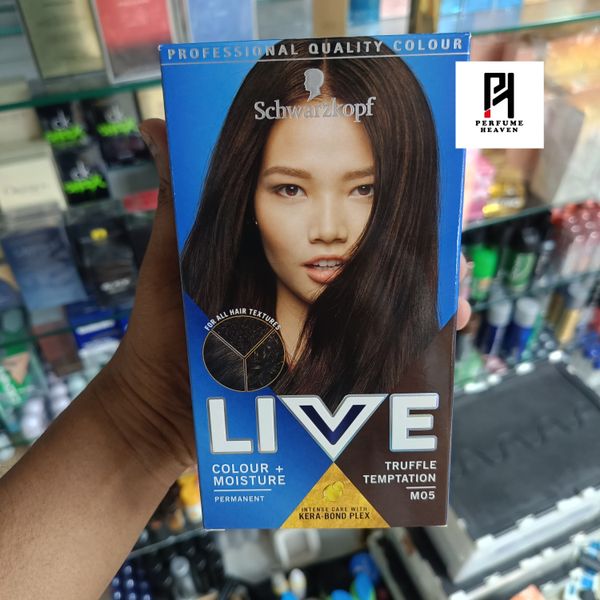 PROFESSIONAL QUALITY COLOUR
Schwarzkopf
PERFUME
HEAVEN
FOR ALL HAIR TEXTURES
LIVE
COLOUR +
MOISTURE
PERMANENT
TRUFFLE
TEMPTATION
M05
INTENSE CARE WITH
KERA-BOND PLEX